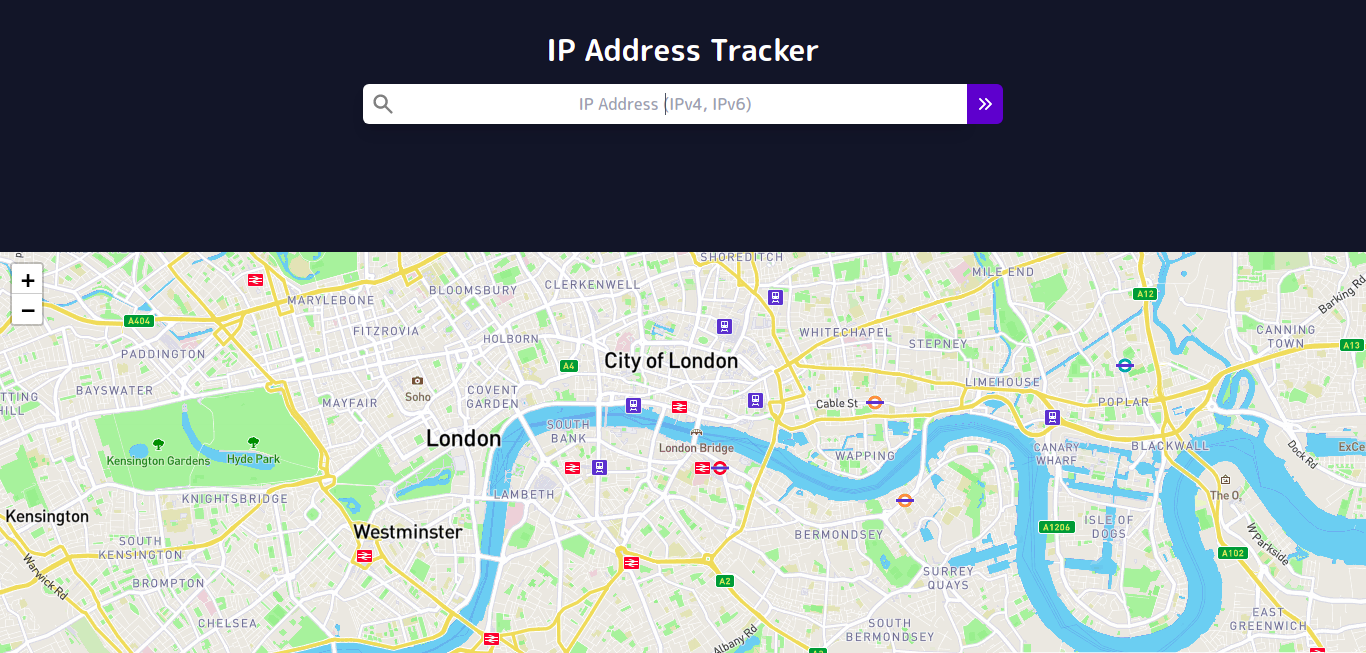 IP Address Tracker
IP Address (IPv4, IPv6)
+
−
SHOREDITCH
MILE END
MARYLEBONE
BLOOMSBURY
CLERKENWELL
A12
Barking Rd
A404
FITZROVIA
HOLBORN
WHITECHAPEL
STEPNEY
CANNING
TOWN
A13
PADDINGTON
A4
City of London
BAYSWATER
Soho
COVENT
GARDEN
MAYFAIR
LIMEHOUSE
POPLAR
TTING
HILL
Cable St
London
SOUTH
BANK
London Bridge
WAPPING
CANARY
WHARF
BLACKWALL
Dock Rd
ExCe
Kensington Gardens
Hyde Park
KNIGHTSBRIDGE
LAMBETH
The O
Kensington
Westminster
BERMONDSEY
A1206
ISLE OF
DOGS
W Parkside
A102
SOUTH
KENSINGTON
Warwick Rd
BROMPTON
A2
SURREY
QUAYS
CHELSEA
SOUTH
BERMONDSEY
EAST
GREENWICH
Albany Rd